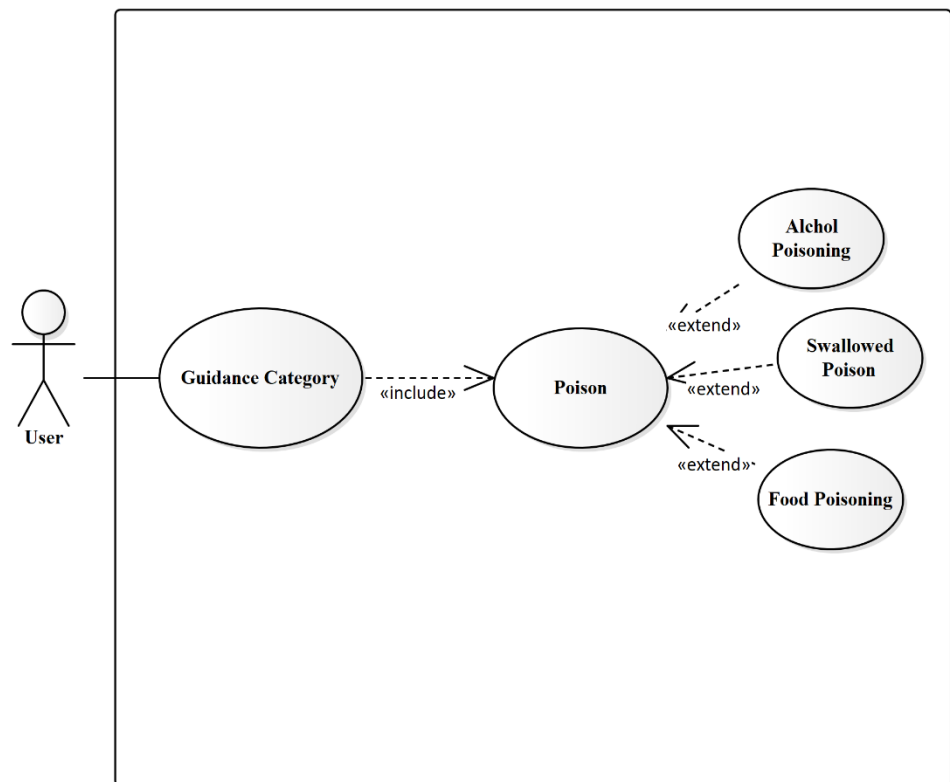 Alchol
Poisoning
«extend»
Swallowed
Poison
Guidance Category
«include»
Poison
«extend»
User
«extend»
Food Poisoning